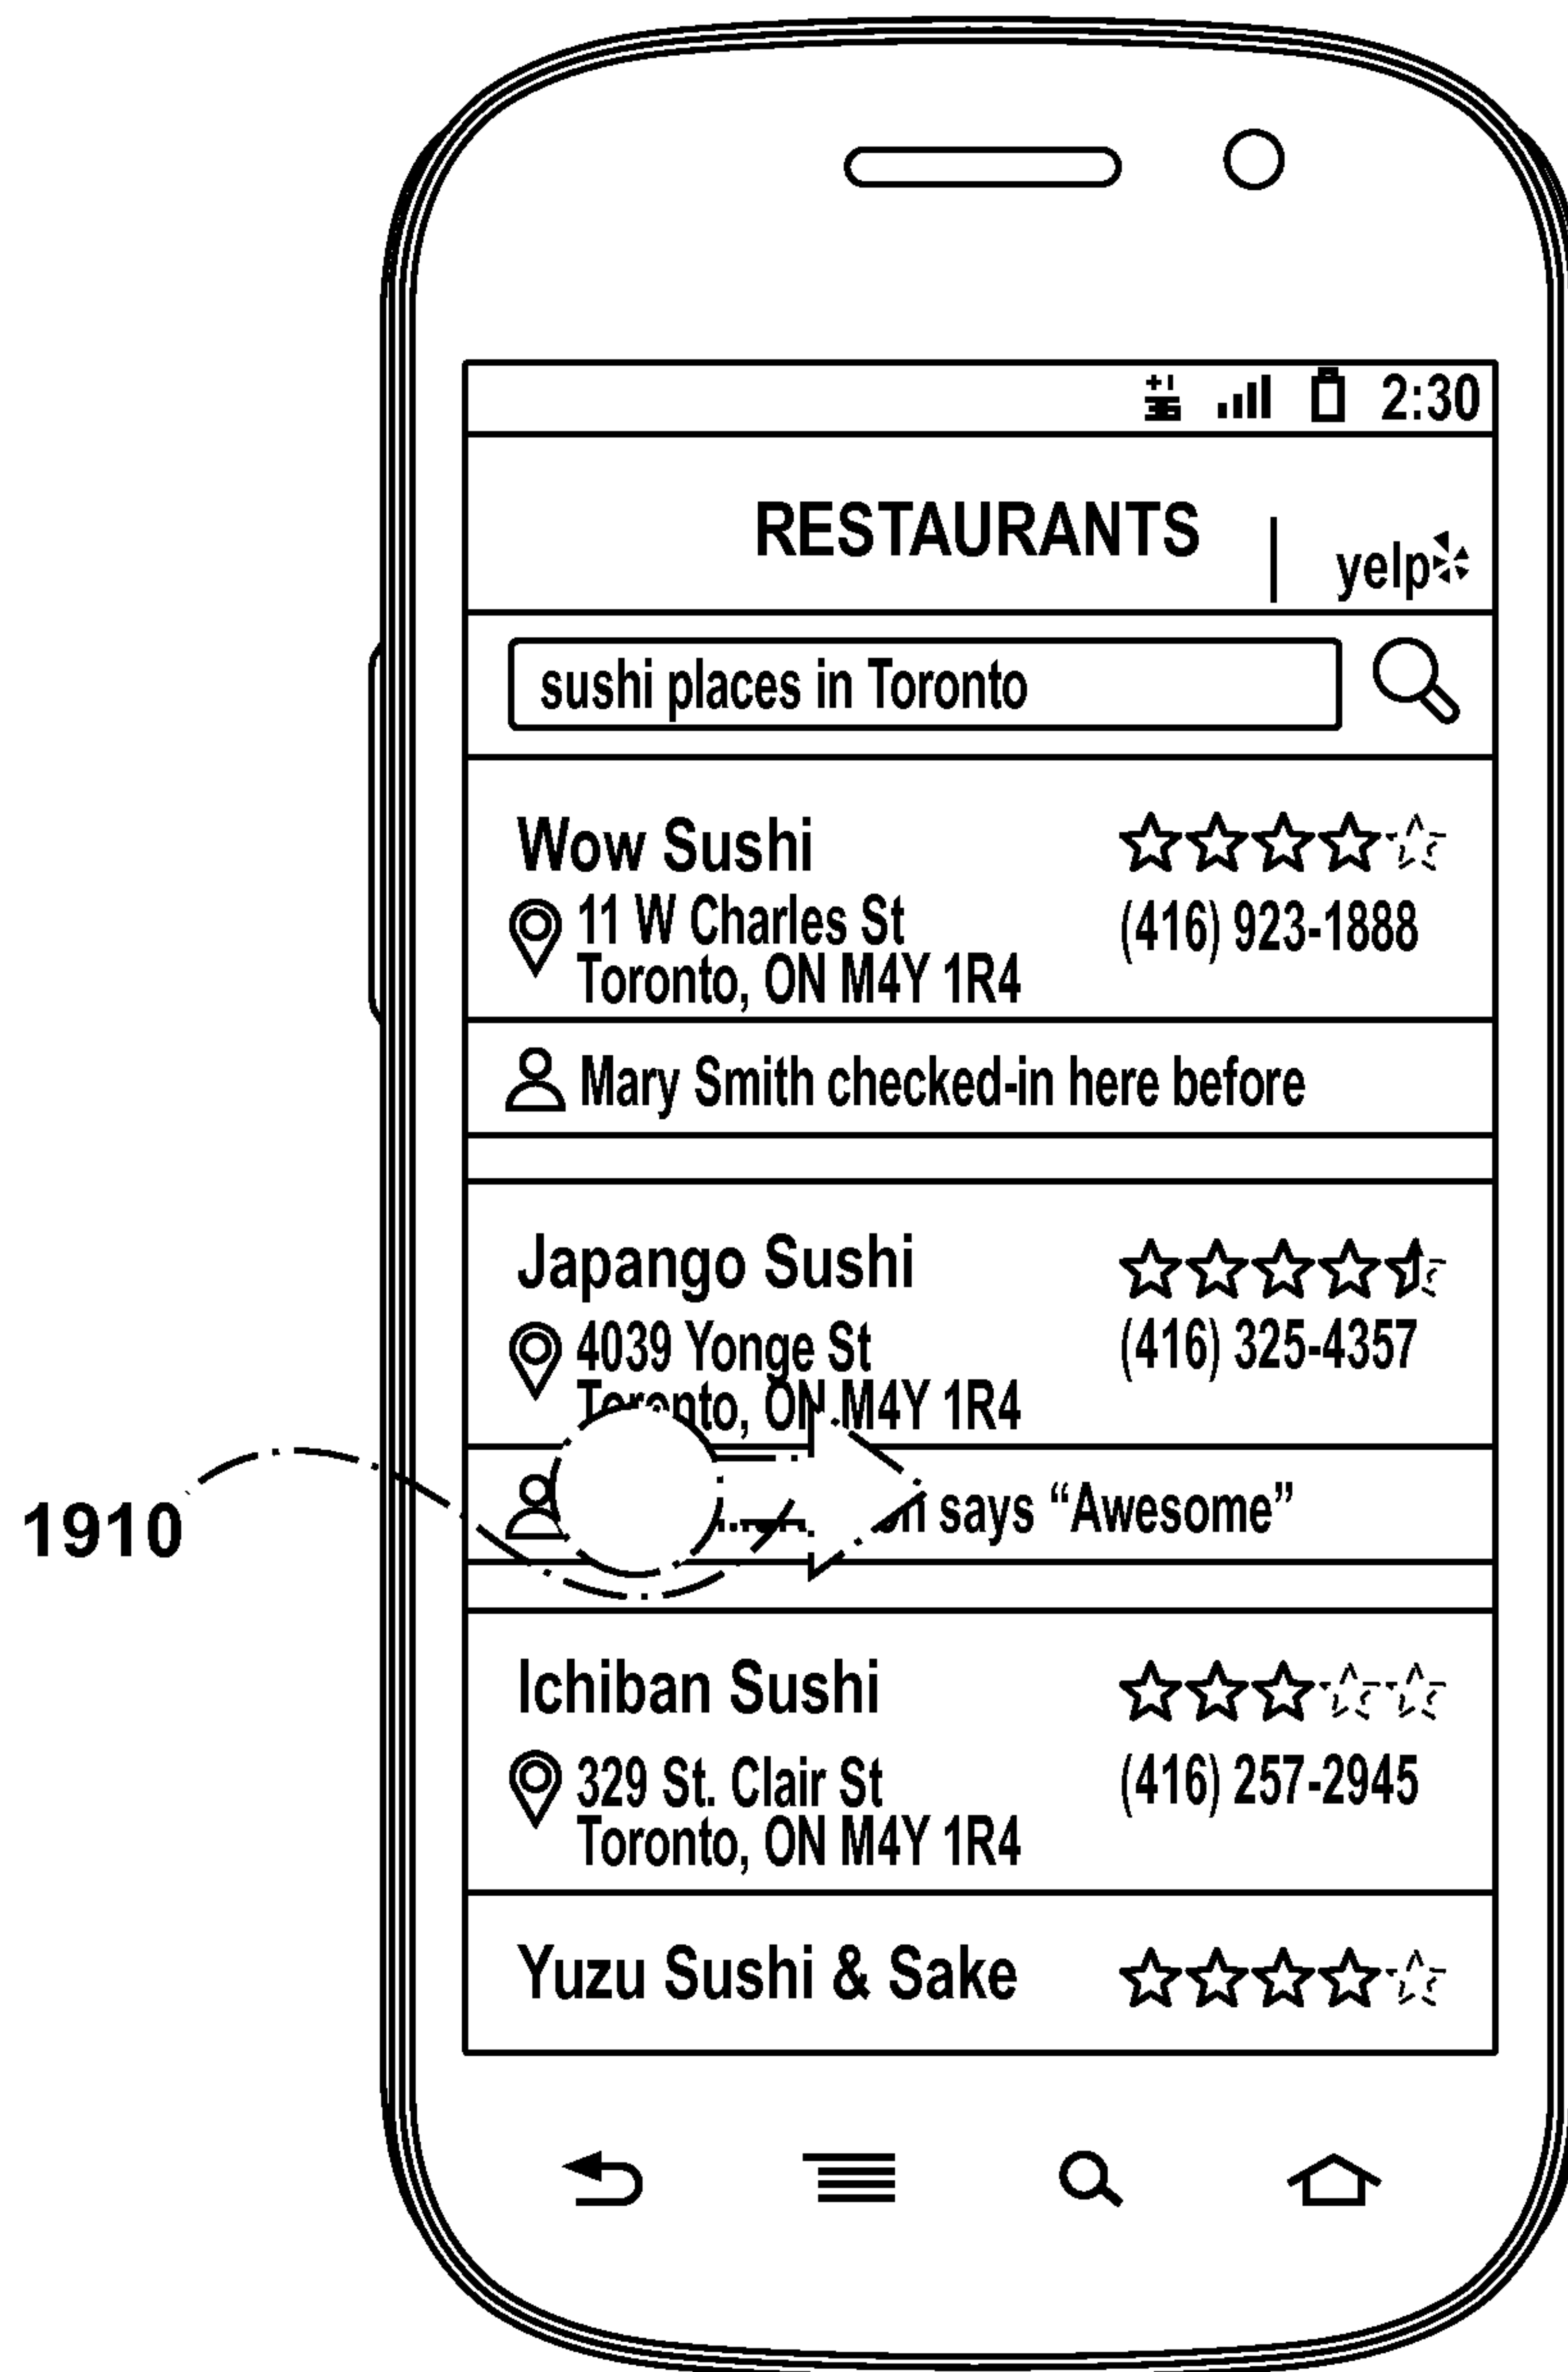 2:30
RESTAURANTS
yelp
sushi places in Toronto
Wow Sushi
11 W Charles St
(416) 923-1888
Toronto, ON M4Y 1R4
Mary Smith checked-in here before
Japango Sushi
4039 Yonge St
(416) 325-4357
Toronto, ON M4Y 1R4
says “Awesome”
1910
Ichiban Sushi
329 St. Clair St
(416) 257-2945
Toronto, ON M4Y 1R4
Yuzu Sushi & Sake